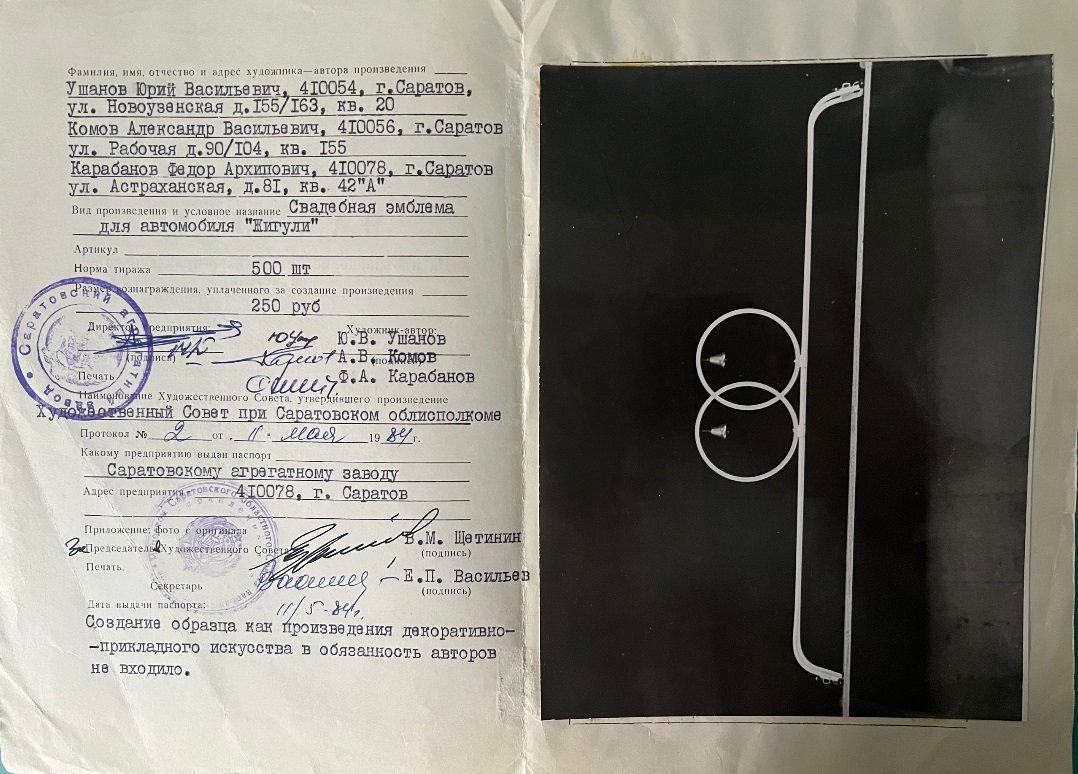 Фамилия, имя, отчество и адрес художника—автора произведения
Ушанов Юрий Васильевич, 4I0054, г.Саратов,
ул. Новоузенская д.I55/I63, кв. 20
Комов Александр Васильевич, 4I0056, г.Саратов
ул. Рабочая д.90/I04, кв. I55
Карабанов Федор Архипович, 4I0078, г.Саратов
ул. Астраханская, д.8I, кв. 42"А"
Вид произведения и условное название Свадебная эмблема
для автомобиля "Жигули"
Артикул
Норма тиража 500 шт
Размер вознаграждения, уплаченного за создание произведения
250 руб
Директор предприятия: Художник-автор:
Ю.В. Ушанов
(подпись) А.В. Комов (подпись)
Печать Ф.А. Карабанов
Саратовский агрегатный завод
Наименование Художественного Совета, утвердившего произведение
Художественный Совет при Саратовском облисполкоме
Протокол № 2 от 11 мая 1984 г.
Какому предприятию выдан паспорт
Саратовскому агрегатному заводу
Адрес предприятия 4I0078, г. Саратов
Приложение: фото с оригинала
За Председатель Художественного Совета В.М. Щетинин
(подпись)
Печать.
Секретарь Е.П. Васильев
(подпись)
Дата выдачи паспорта: 11/5-84г.
Создание образца как произведения декоративно-
-прикладного искусства в обязанность авторов
не входило.